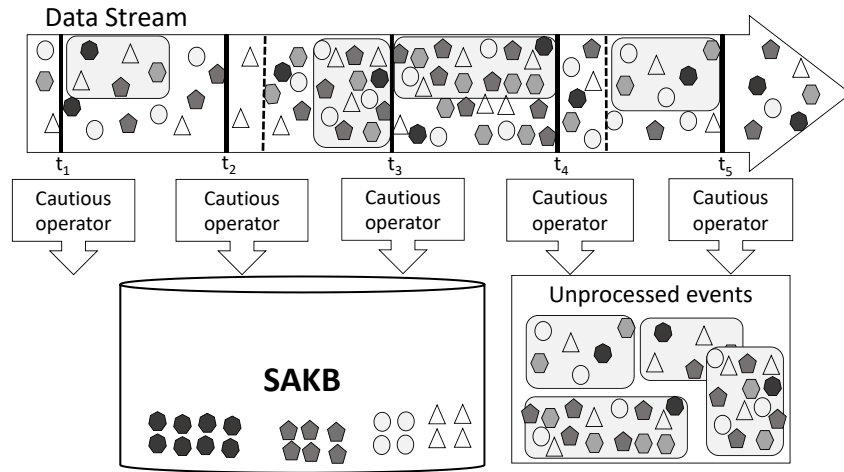 Data Stream
t1 t2 t3 t4 t5
Cautious Cautious Cautious Cautious Cautious
operator operator operator operator operator
Unprocessed events
SAKB